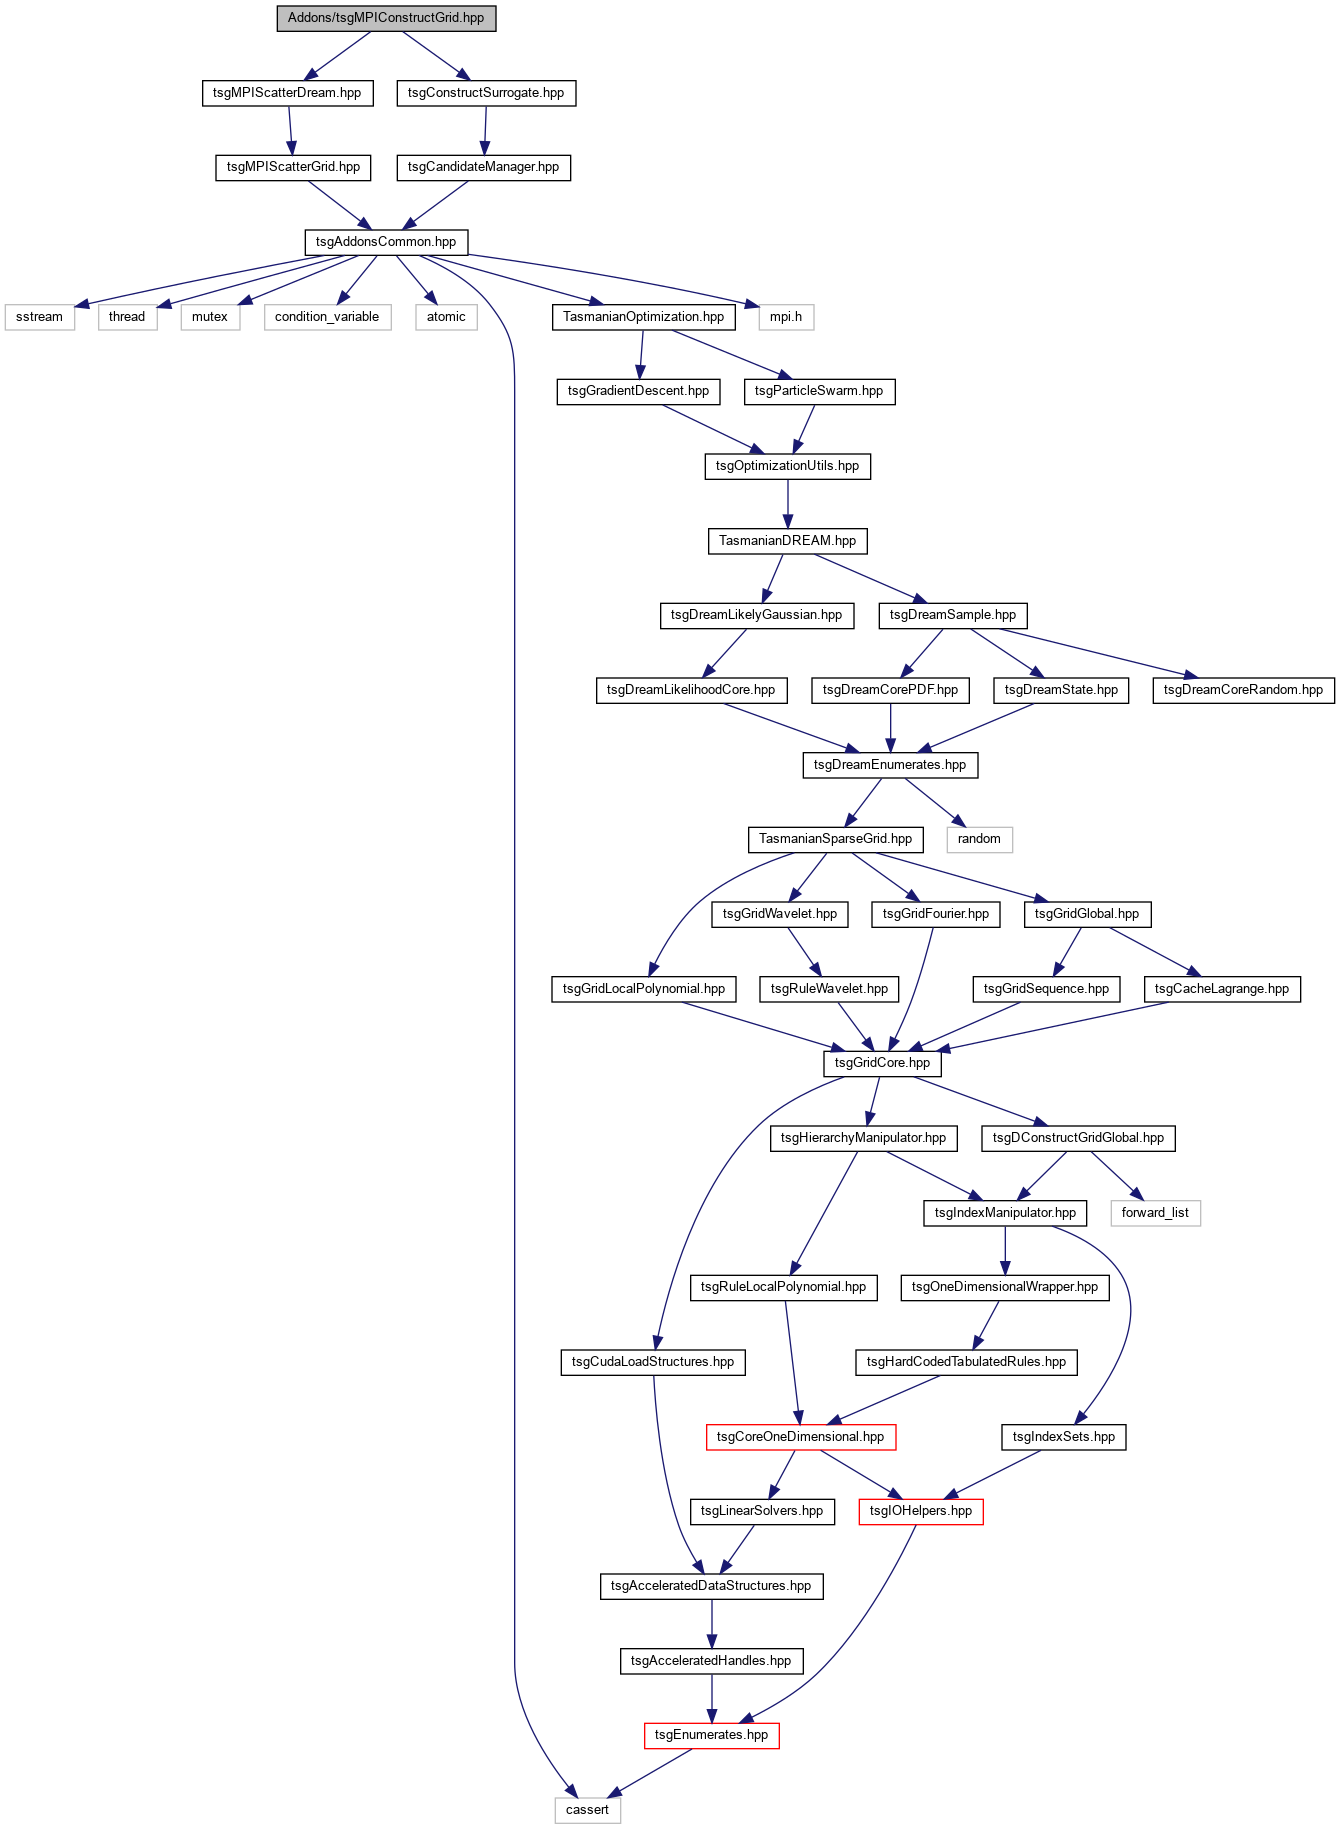 Addons/tsgMPIConstructGrid.hpp
tsgMPIScatterDream.hpp
tsgConstructSurrogate.hpp
tsgMPIScatterGrid.hpp
tsgCandidateManager.hpp
tsgAddonsCommon.hpp
sstream
thread
mutex
condition_variable
atomic
TasmanianOptimization.hpp
mpi.h
tsgGradientDescent.hpp
tsgParticleSwarm.hpp
tsgOptimizationUtils.hpp
TasmanianDREAM.hpp
tsgDreamLikelyGaussian.hpp
tsgDreamSample.hpp
tsgDreamLikelihoodCore.hpp
tsgDreamCorePDF.hpp
tsgDreamState.hpp
tsgDreamCoreRandom.hpp
tsgDreamEnumerates.hpp
TasmanianSparseGrid.hpp
random
tsgGridWavelet.hpp
tsgGridFourier.hpp
tsgGridGlobal.hpp
tsgGridLocalPolynomial.hpp
tsgRuleWavelet.hpp
tsgGridSequence.hpp
tsgCacheLagrange.hpp
tsgGridCore.hpp
tsgHierarchyManipulator.hpp
tsgDConstructGridGlobal.hpp
tsgIndexManipulator.hpp
forward_list
tsgRuleLocalPolynomial.hpp
tsgOneDimensionalWrapper.hpp
tsgCudaLoadStructures.hpp
tsgHardCodedTabulatedRules.hpp
tsgCoreOneDimensional.hpp
tsgIndexSets.hpp
tsgLinearSolvers.hpp
tsgIOHelpers.hpp
tsgAcceleratedDataStructures.hpp
tsgAcceleratedHandles.hpp
tsgEnumerates.hpp
cassert